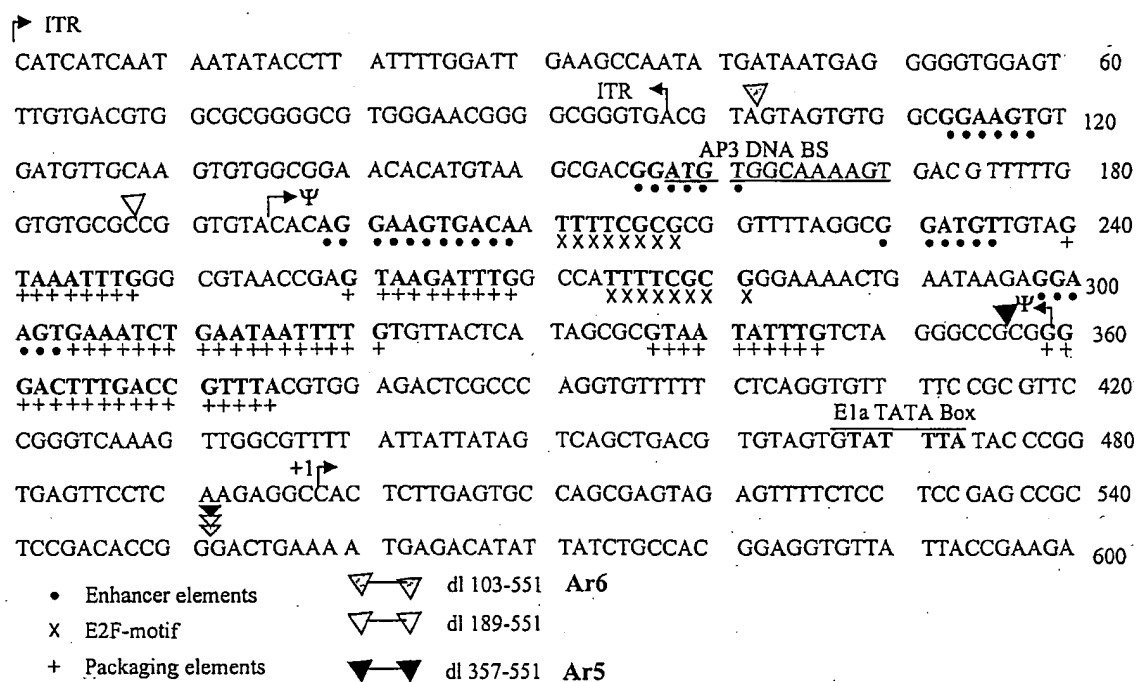 ITR
CATCATCAAT AATATACCTT ATTTTGGATT GAAGCCAATA TGATAATGAG GGGGTGGAGT 60
ITR
TTGTGACGTG GCGCGGGGCG TGGGAACGGG GCGGGTGACG TAGTAGTGTG GCGGAAGTGT 120
AP3 DNA BS
GATGTTGCAA GTGTGGCGGA ACACATGTAA GCGACGGATG TGGCAAAAGT GACG TTTTTG 180
Ψ
GTGTGCGCCG GTGTACACAG GAAGTGACAA TTTTCGCGCG GTTTTAGGCG GATGTTGTAG 240
XXXXXXXX +
TAAATTTGGG CGTAACCGAG TAAGATTTGG CCATTTTCGC GGGAAAACTG AATAAGAGGA 300
++++++++ + +++++++++ XXXXXXX X
Ψ
AGTGAAATCT GAATAATTTT GTGTTACTCA TAGCGCGTAA TATTTGTCTA GGGCCGCGGG 360
+++++++ ++++++++++ + ++++ ++++++ ++
GACTTTGACC GTTTACGTGG AGACTCGCCC AGGTGTTTTT CTCAGGTGTT TTC CGC GTTC 420
++++++++++ +++++
E1a TATA Box
CGGGTCAAAG TTGGCGTTTT ATTATTATAG TCAGCTGACG TGTAGTGTAT TTATAC CCGG 480
+1
TGAGTTCCTC AAGAGGCCAC TCTTGAGTGC CAGCGAGTAG AGTTTTCTCC TCC GAG CCGC 540
TCCGACACCG GGACTGAAAA TGAGACATAT TATCTGCCAC GGAGGTGTTA TTACCGAAGA 600
• Enhancer elements
X E2F-motif
+ Packaging elements
dl 103-551 Ar6
dl 189-551
dl 357-551 Ar5